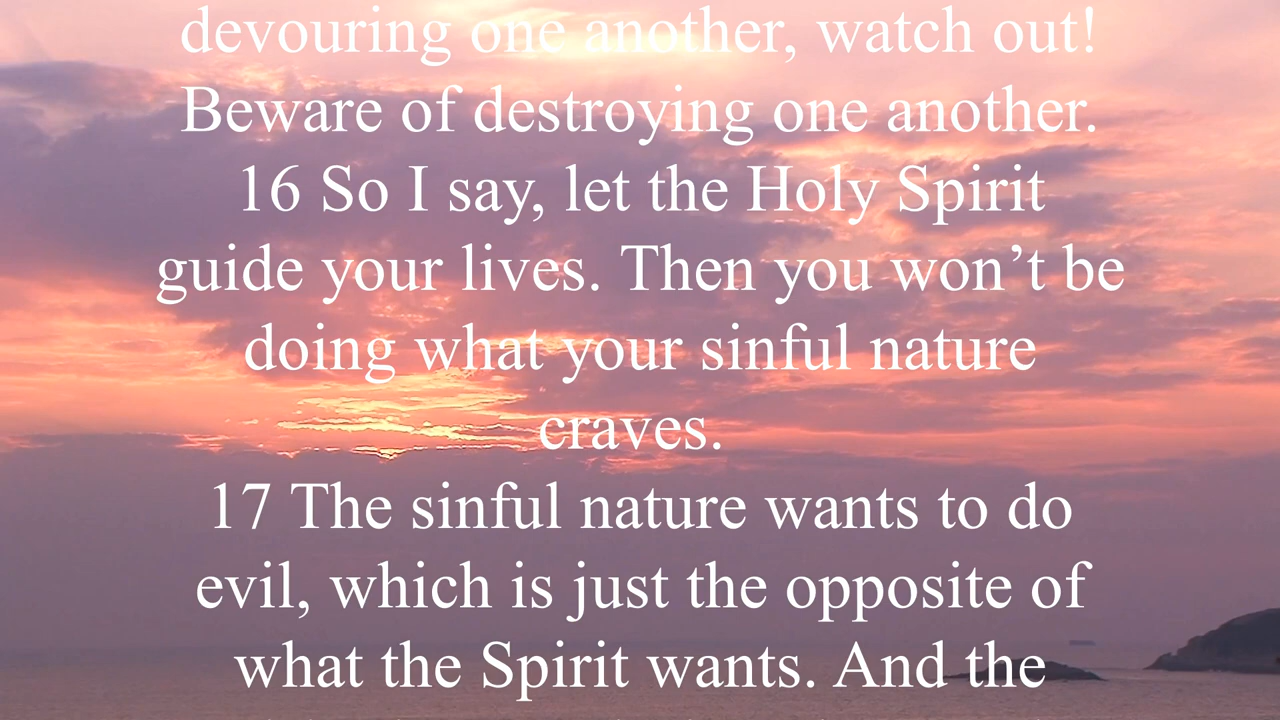 devouring one another, watch out!
Beware of destroying one another.
16 So I say, let the Holy Spirit
guide your lives. Then you won’t be
doing what your sinful nature
craves.
17 The sinful nature wants to do
evil, which is just the opposite of
what the Spirit wants. And the